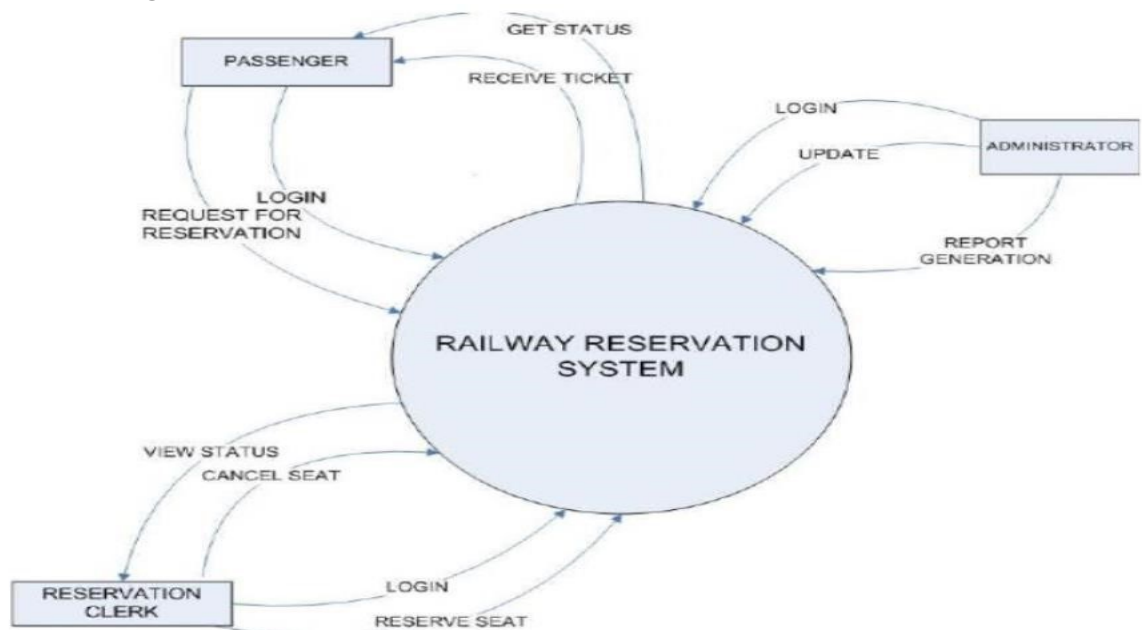 GET STATUS
PASSENGER
RECEIVE TICKET
LOGIN
ADMINISTRATOR
UPDATE
LOGIN
REQUEST FOR
RESERVATION
REPORT
GENERATION
RAILWAY RESERVATION
SYSTEM
VIEW STATUS
CANCEL SEAT
RESERVATION
CLERK
LOGIN
RESERVE SEAT